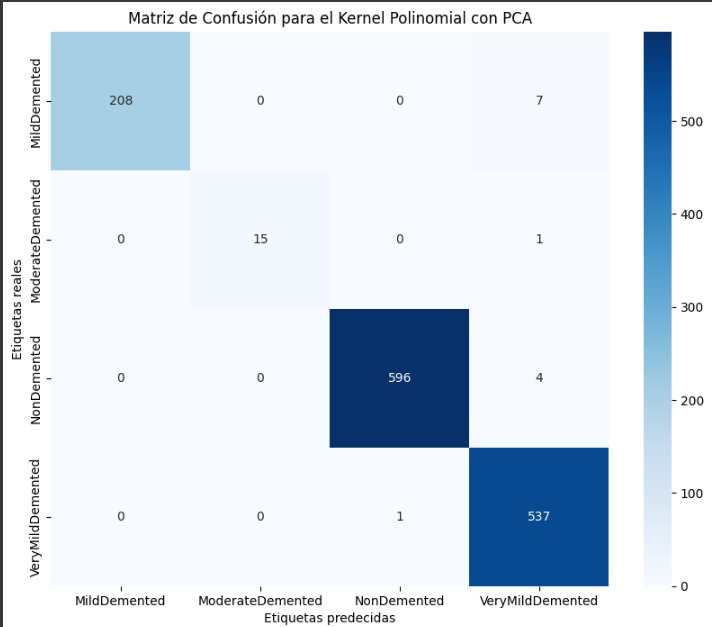 Matriz de Confusión para el Kernel Polinomial con PCA
Etiquetas reales
MildDemented
208 0 0 7
ModerateDemented
0 15 0 1
NonDemented
0 0 596 4
VeryMildDemented
0 0 1 537
MildDemented ModerateDemented NonDemented VeryMildDemented
Etiquetas predecidas
500
400
300
200
100
0